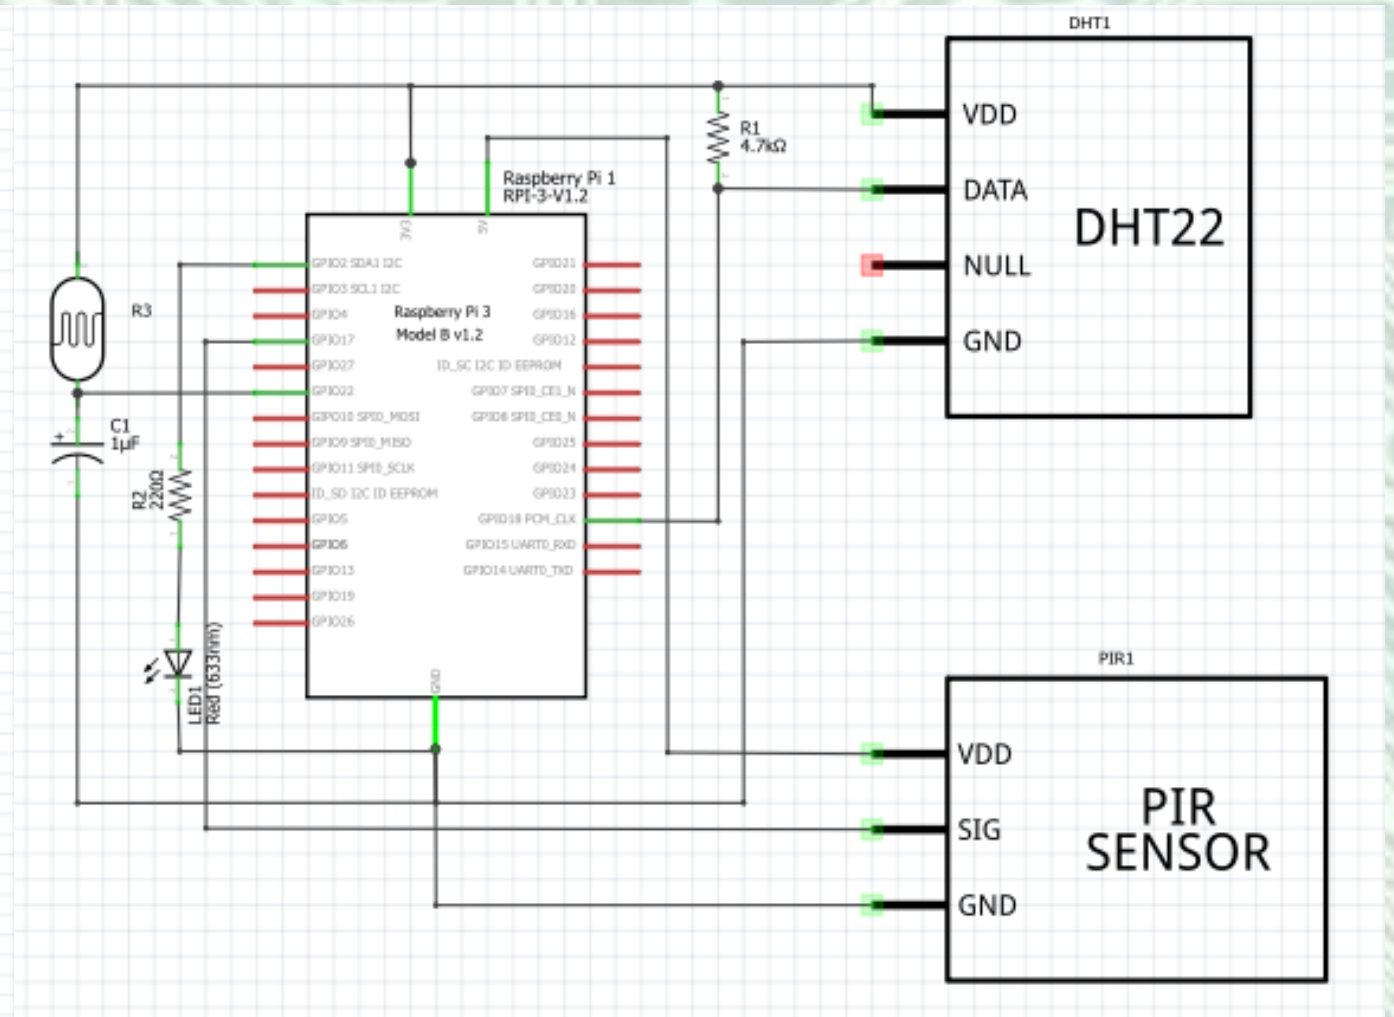 DHT1
VDD
DATA
DHT22
NULL
GND
R1
4.7kΩ
Raspberry Pi 1
RPI-3-V1.2
3V3
5V
GPIO2 SDA1 I2C
GPIO3 SCL1 I2C
GPIO4
GPIO17
GPIO27
GPIO22
GIPO10 SPI0_MOSI
GPIO9 SPI0_MISO
GPIO11 SPI0_SCLK
ID_SD I2C ID EEPROM
GPIO5
GPIO6
GPIO13
GPIO19
GPIO26
Raspberry Pi 3
Model B v1.2
GPIO21
GPIO20
GPIO16
GPIO12
ID_SC I2C ID EEPROM
GPIO7 SPI0_CE1_N
GPIO8 SPI0_CE0_N
GPIO25
GPIO24
GPIO23
GPIO18 PCM_CLK
GPIO15 UART0_RXD
GPIO14 UART0_TXD
GND
R3
C1
1µF
+
R2
220Ω
LED1
Red (633nm)
PIR1
VDD
PIR
SENSOR
SIG
GND